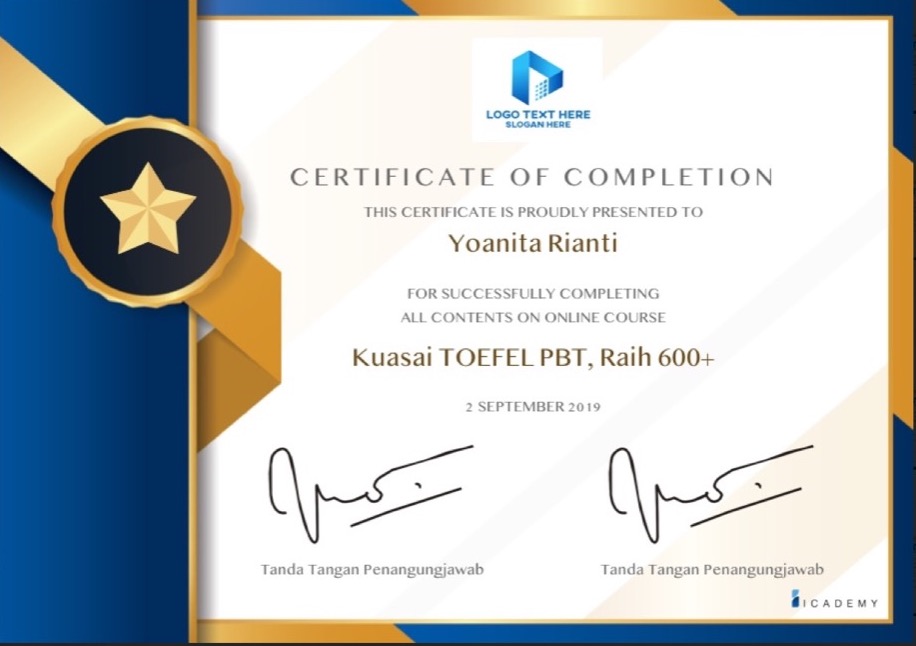 LOGO TEXT HERE
SLOGAN HERE
CERTIFICATE OF COMPLETION
THIS CERTIFICATE IS PROUDLY PRESENTED TO
Yoanita Rianti
FOR SUCCESSFULLY COMPLETING
ALL CONTENTS ON ONLINE COURSE
Kuasai TOEFEL PBT, Raih 600+
2 SEPTEMBER 2019
Tanda Tangan Penangungjawab
Tanda Tangan Penangungjawab
ICADEMY